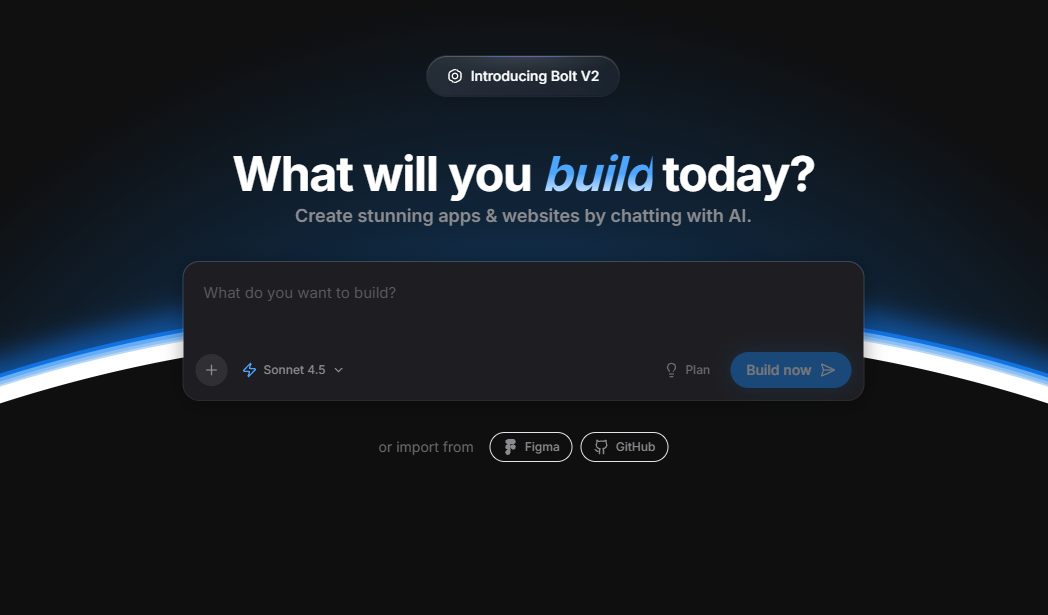 Introducing Bolt V2
What will you build today?
Create stunning apps & websites by chatting with AI.
What do you want to build?
Sonnet 4.5 Plan Build now
or import from Figma GitHub